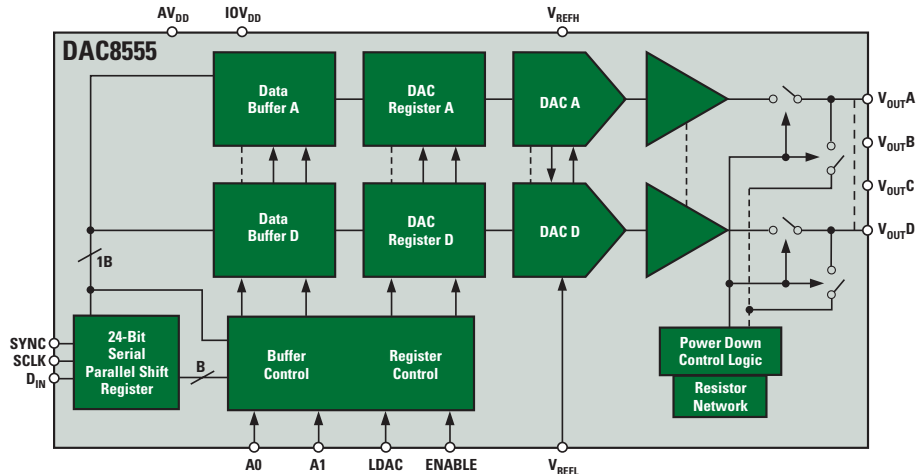 AVDD IOVDD VREFH
DAC8555
Data
Buffer A
DAC
Register A
DAC A
VOUTA
VOUTB
VOUTC
VOUTD
Data
Buffer D
DAC
Register D
DAC D
1B
SYNC
SCLK
DIN
24-Bit
Serial
Parallel Shift
Register
B
Buffer
Control
Register
Control
Power Down
Control Logic
Resistor
Network
A0 A1 LDAC ENABLE VREFL